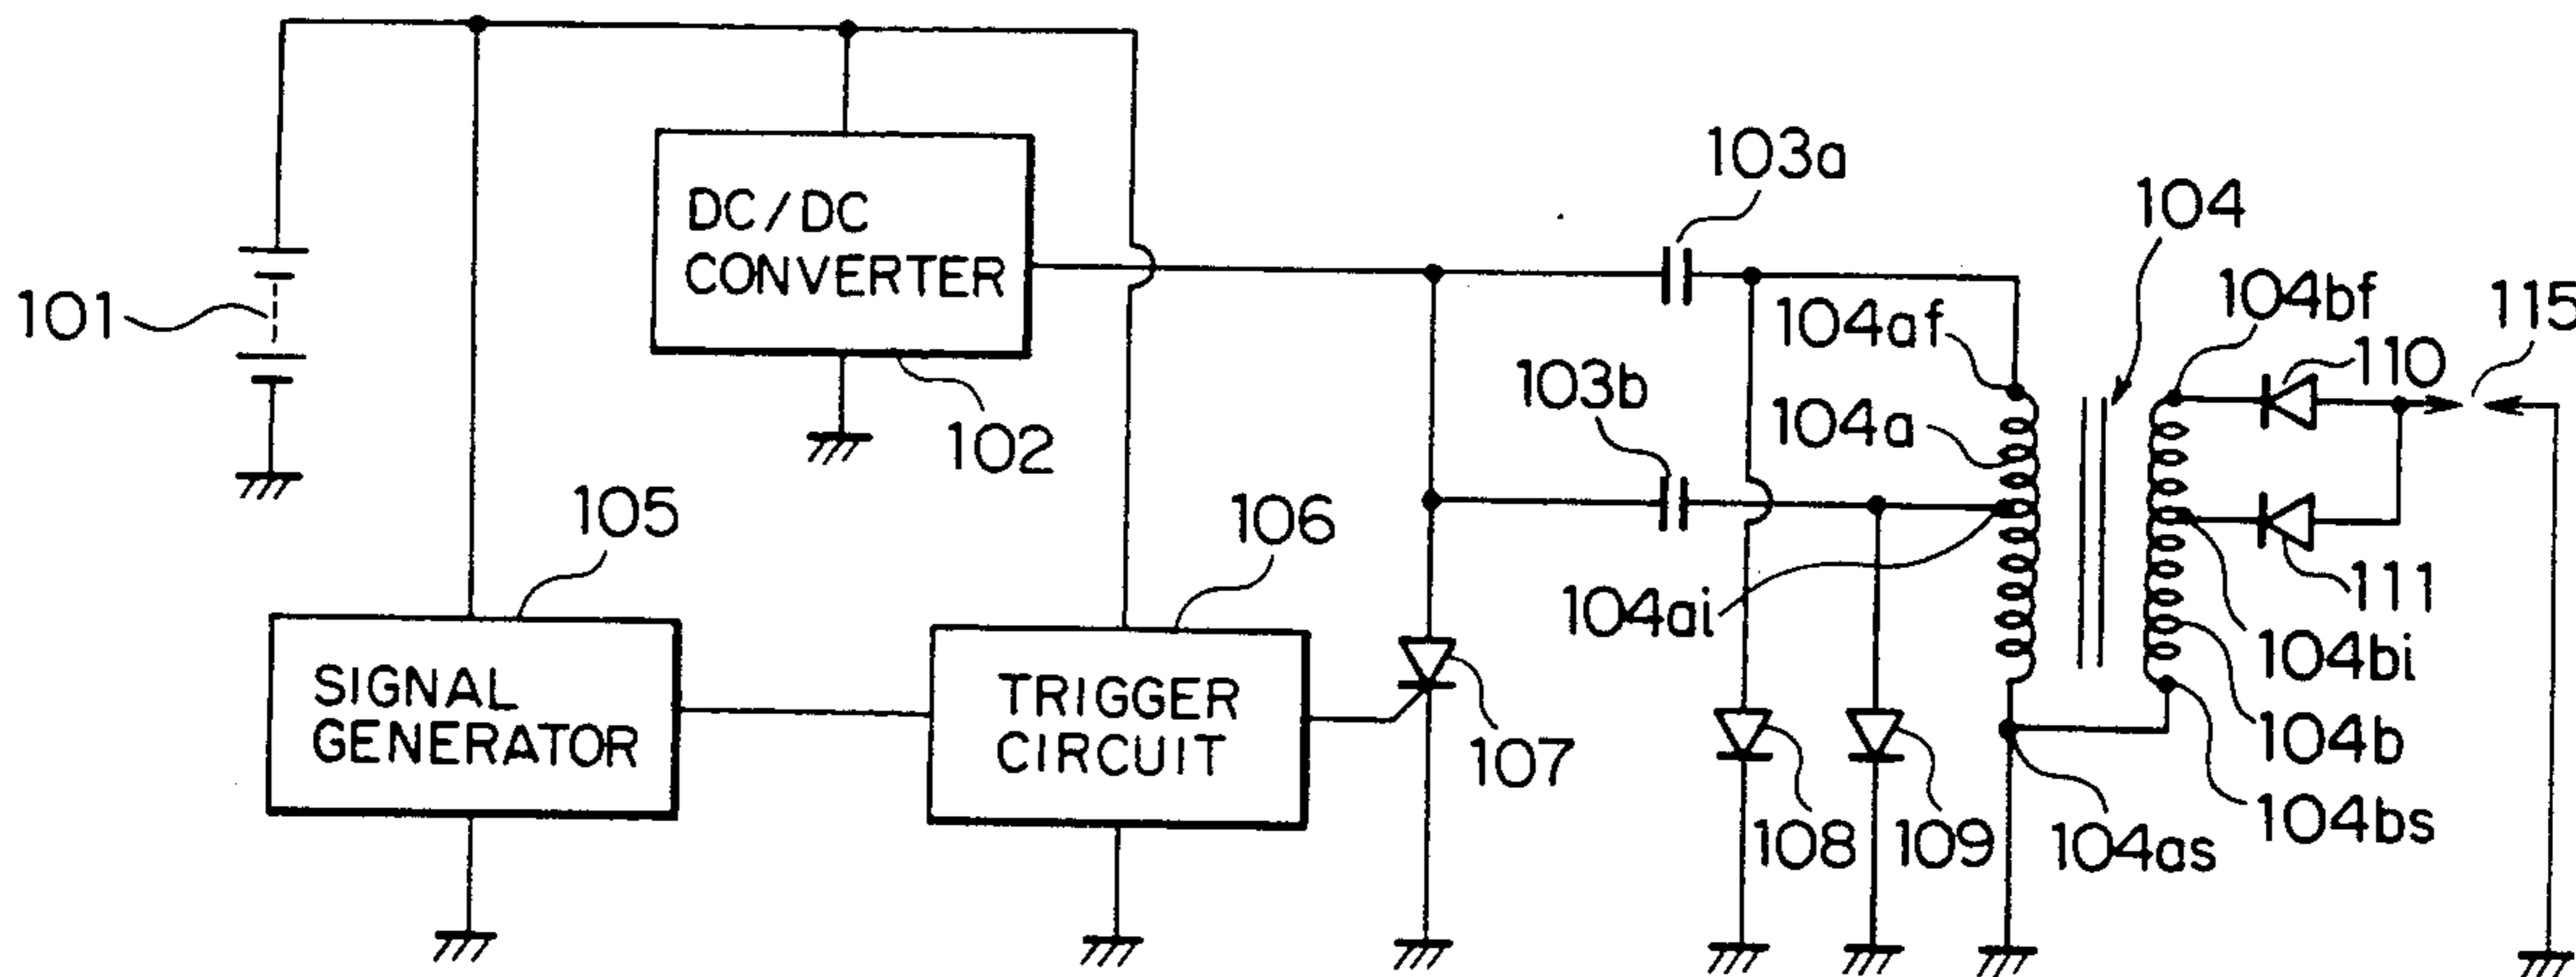 103a
104
DC/DC
CONVERTER
104bf
115
101
104af
110
103b
104a
102
105
106
111
104ai
104bi
SIGNAL
GENERATOR
TRIGGER
CIRCUIT
104b
107
108
109
104as
104bs